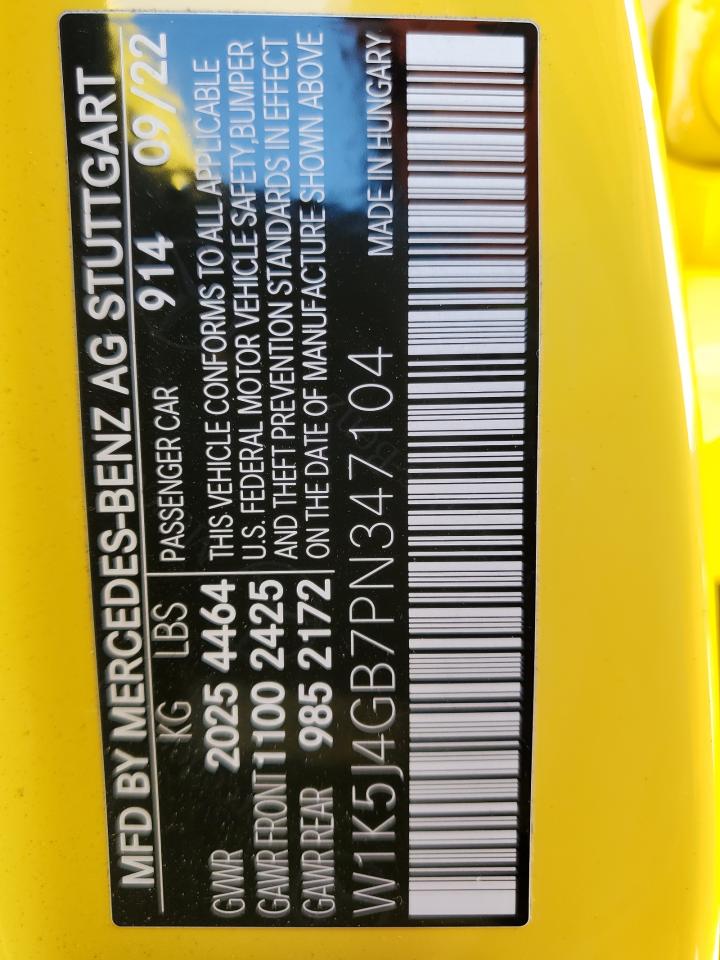 MFD BY MERCEDES-BENZ AG STUTTGART
KG LBS PASSENGER CAR 914 09/22
GVWR 2025 4464 THIS VEHICLE CONFORMS TO ALL APPLICABLE
GAWR FRONT 1100 2425 U.S. FEDERAL MOTOR VEHICLE SAFETY,BUMPER
AND THEFT PREVENTION STANDARDS IN EFFECT
GAWR REAR 985 2172 ON THE DATE OF MANUFACTURE SHOWN ABOVE
W1K5J4GB7PN347104 MADE IN HUNGARY